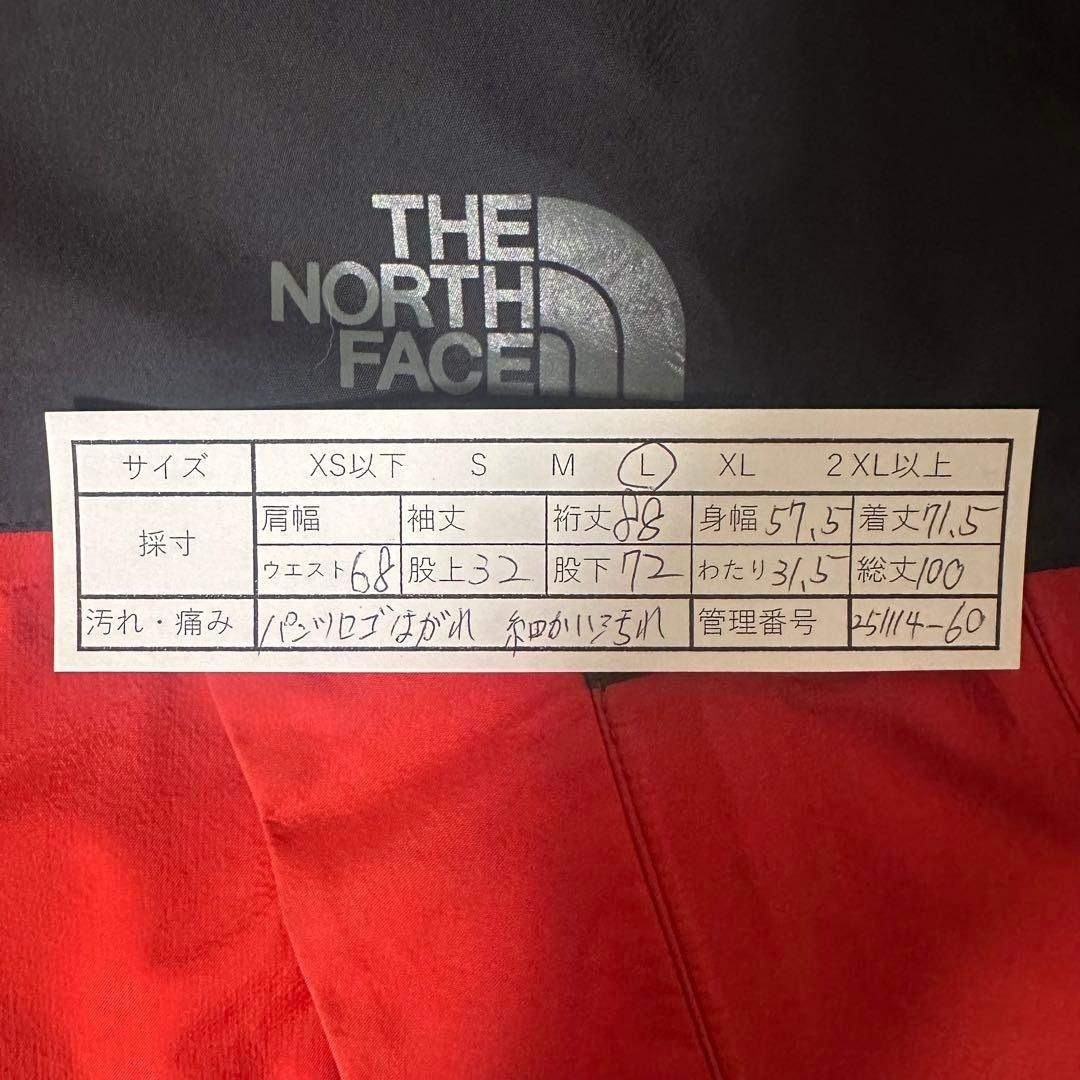 THE
NORTH
FACE
サイズ XS以下 S M L XL 2XL以上
採寸
肩幅 袖丈 裄丈88 身幅57.5 着丈71.5
ウエスト68 股上32 股下72 わたり31.5 総丈100
汚れ・痛み パンツロゴはがれ 細かい汚れ 管理番号 251114-60